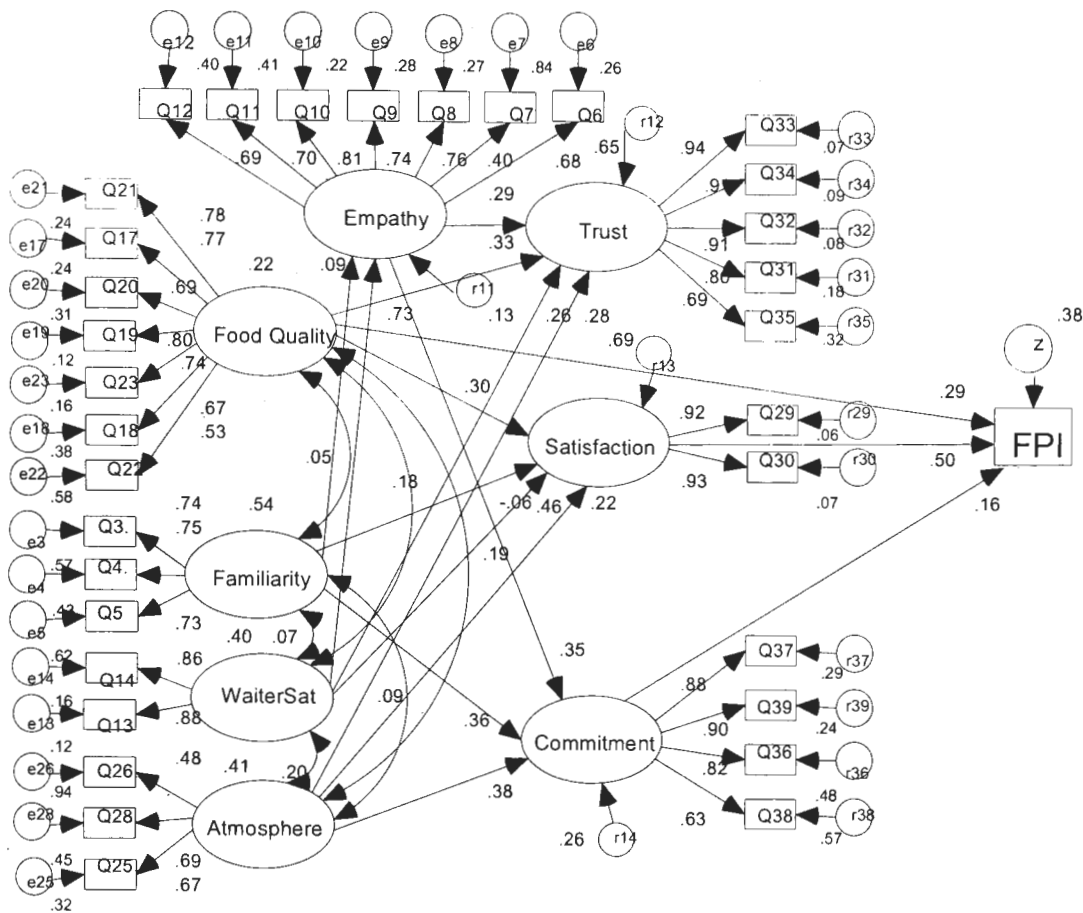 e12 e11 e10 e9 e8 e7 e6
.40 .41 .22 .28 .27 .84 .26
Q12 Q11 Q10 Q9 Q8 Q7 Q6
.69 .70 .81 .74 .76 .40 .68
Empathy
.65 r12
.29
.33
Trust
.94 Q33 .07 r33
.9 Q34 .09 r34
.91 Q32 .08 r32
.80 Q31 .18 r31
.69 Q35 .32 r35
e21 Q21 .24
e17 Q17 .24
e20 Q20 .31
e19 Q19 .12
e23 Q23 .16
e18 Q18 .38
e22 Q22 .58
.78
.77
.69
.80
.74
.67
.53
.22
Food Quality
.09
r11
.73 .13 .26 .28
.69 r13
.30
.38
z
.29
FPI
.50
.16
Satisfaction
.92 Q29 .06 r29
.93 Q30 .07 r30
.05
.18
-.06 .46 .22
.19
e3 Q3. .57
e4 Q4. .43
e5 Q5 .62
.74 .54
.75
.73
Familiarity
.40 .07
e14 Q14 .16
e13 Q13 .12
.86
.88
WaiterSat
.09
.35
.36
.38
.48 .41 .20
e26 Q26 .94
e28 Q28 .45
e25 Q25 .32
.69
.67
Atmosphere
Commitment
.26 r14
.88 Q37 .29 r37
.90 Q39 .24 r39
.82 Q36 .48 r36
.63 Q38 .57 r38